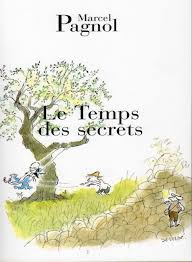 Marcel
Pagnol
Le Temps
des secrets